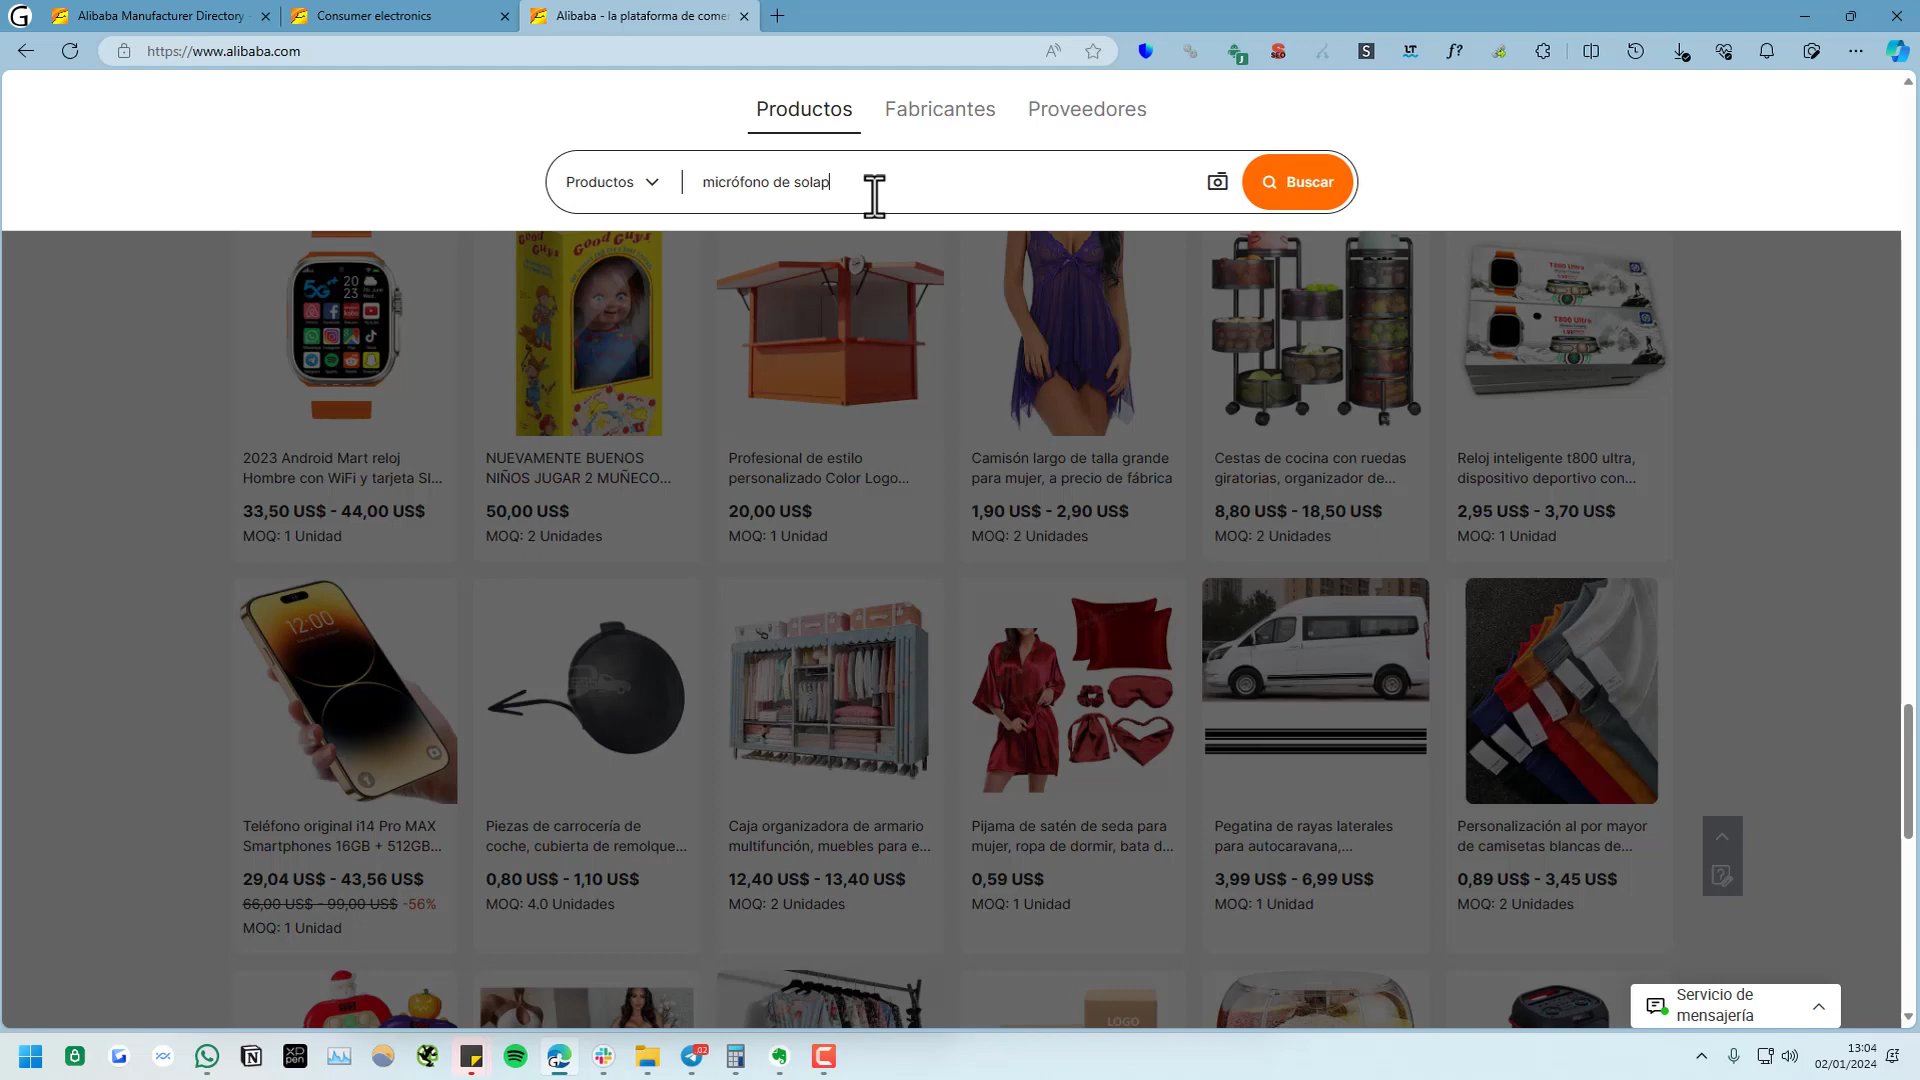 Alibaba Manufacturer Directory
Consumer electronics
Alibaba - la plataforma de comer
https://www.alibaba.com
Productos
Fabricantes
Proveedores
Productos
micrófono de solap
Buscar
2023 Android Mart reloj
Hombre con WiFi y tarjeta SI...
33,50 US$ - 44,00 US$
MOQ: 1 Unidad
NUEVAMENTE BUENOS
NIÑOS JUGAR 2 MUÑECO...
50,00 US$
MOQ: 2 Unidades
Profesional de estilo
personalizado Color Logo...
20,00 US$
MOQ: 1 Unidad
Camisón largo de talla grande
para mujer, a precio de fábrica
1,90 US$ - 2,90 US$
MOQ: 2 Unidades
Cestas de cocina con ruedas
giratorias, organizador de...
8,80 US$ - 18,50 US$
MOQ: 2 Unidades
Reloj inteligente t800 ultra,
dispositivo deportivo con...
2,95 US$ - 3,70 US$
MOQ: 1 Unidad
12:00
Teléfono original i14 Pro MAX
Smartphones 16GB + 512GB...
29,04 US$ - 43,56 US$
66,00 US$ - 99,00 US$ -56%
MOQ: 1 Unidad
Piezas de carrocería de
coche, cubierta de remolque...
0,80 US$ - 1,10 US$
MOQ: 4.0 Unidades
Caja organizadora de armario
multifunción, muebles para e...
12,40 US$ - 13,40 US$
MOQ: 2 Unidades
Pijama de satén de seda para
mujer, ropa de dormir, bata d...
0,59 US$
MOQ: 1 Unidad
Pegatina de rayas laterales
para autocaravana,...
3,99 US$ - 6,99 US$
MOQ: 1 Unidad
Personalización al por mayor
de camisetas blancas de...
0,89 US$ - 3,45 US$
MOQ: 2 Unidades
LOGO
Servicio de
mensajería
13:04
02/01/2024